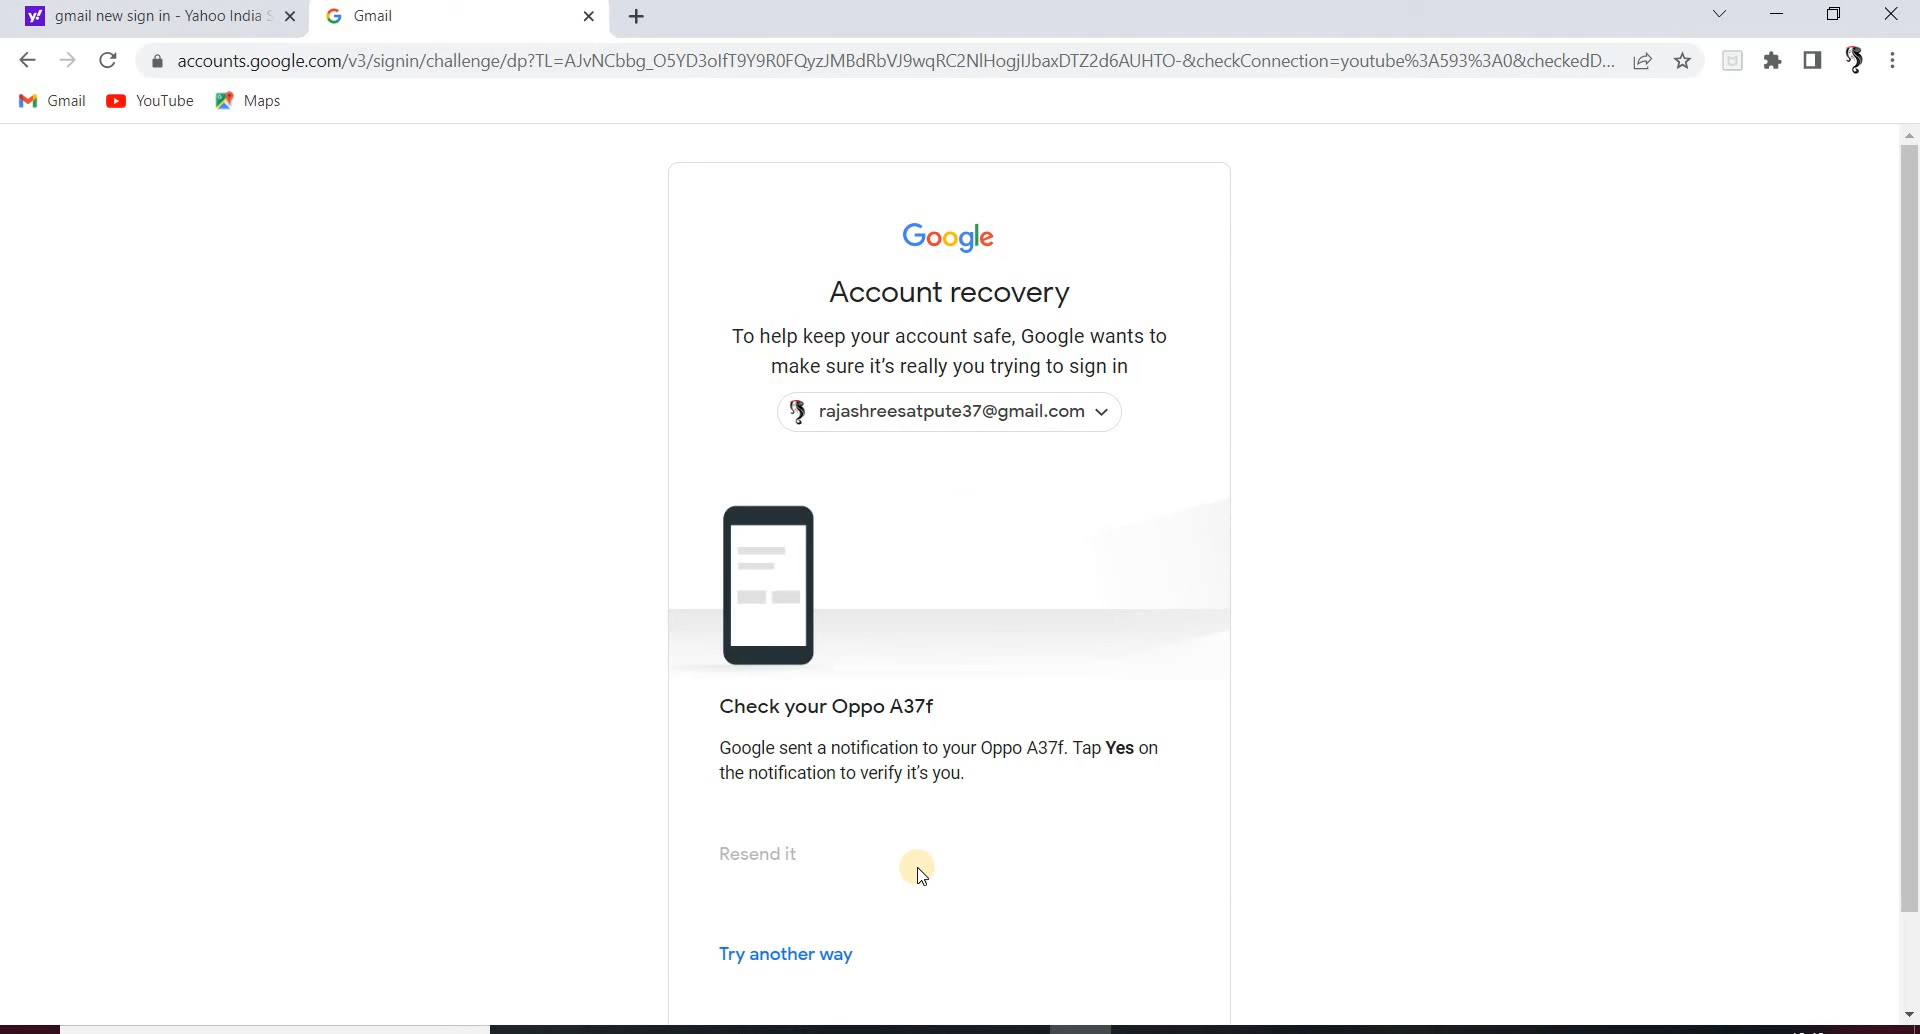 gmail new sign in - Yahoo India S
Gmail
accounts.google.com/v3/signin/challenge/dp?TL=AJvNCbbg_O5YD3oIfT9Y9R0FQyzJMBdRbVJ9wqRC2NlHogjlJbaxDTZ2d6AUHTO-&checkConnection=youtube%3A593%3A0&checkedD...
Gmail YouTube Maps
Google
Account recovery
To help keep your account safe, Google wants to
make sure it's really you trying to sign in
rajashreesatpute37@gmail.com
Check your Oppo A37f
Google sent a notification to your Oppo A37f. Tap Yes on
the notification to verify it's you.
Resend it
Try another way